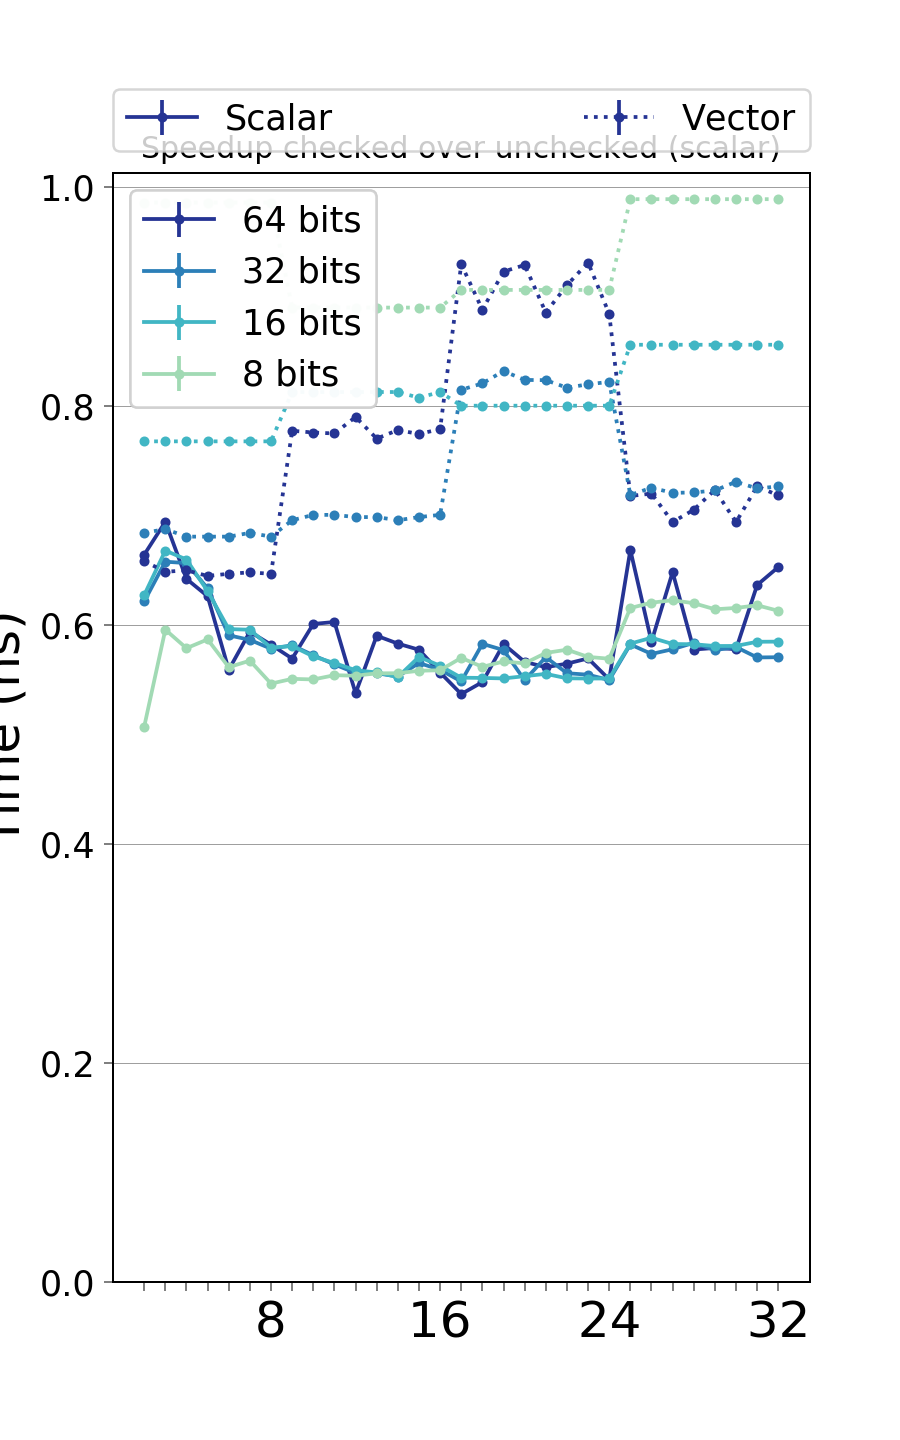 Scalar Vector
Speedup checked over unchecked (scalar)
1.0
64 bits
32 bits
16 bits
8 bits
0.8
0.6
0.4
0.2
0.0
8 16 24 32
(ns)